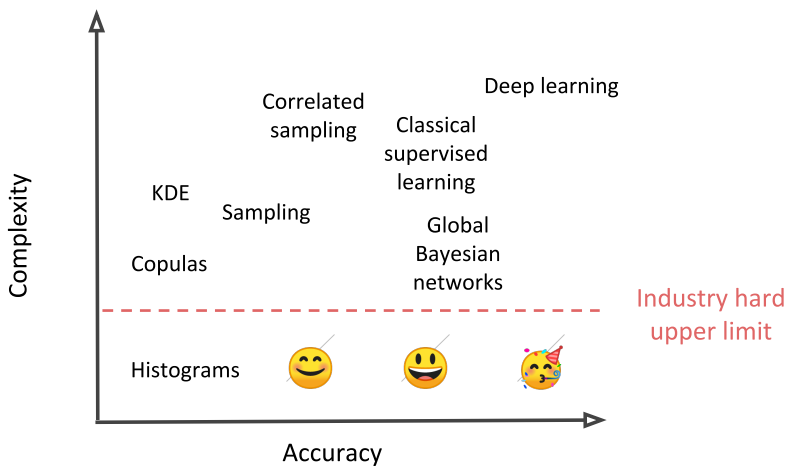 Deep learning
Correlated
sampling
Classical
supervised
learning
KDE
Sampling
Global
Bayesian
networks
Copulas
Complexity
Industry hard
upper limit
Histograms
Accuracy